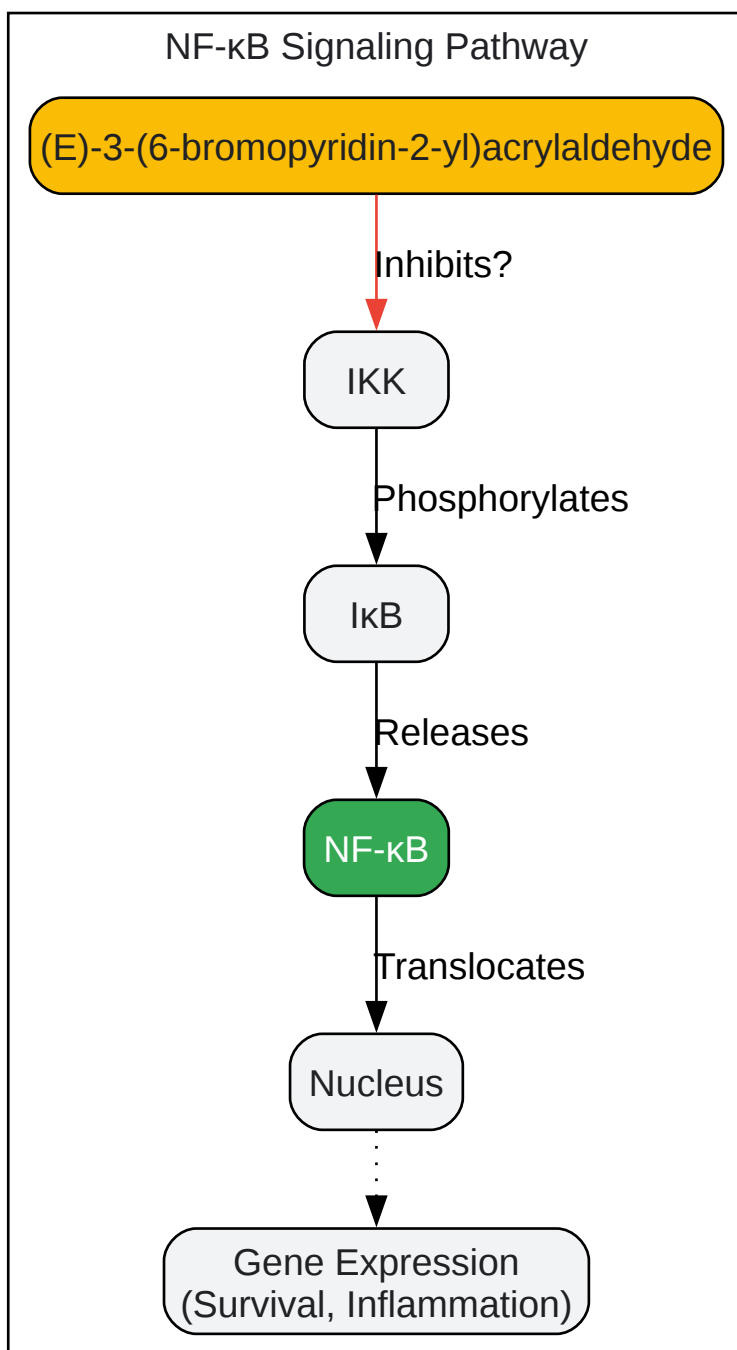 NF-κB Signaling Pathway
(E)-3-(6-bromopyridin-2-yl)acrylaldehyde
Inhibits?
IKK
Phosphorylates
IκB
Releases
NF-κB
Translocates
Nucleus
Gene Expression
(Survival, Inflammation)